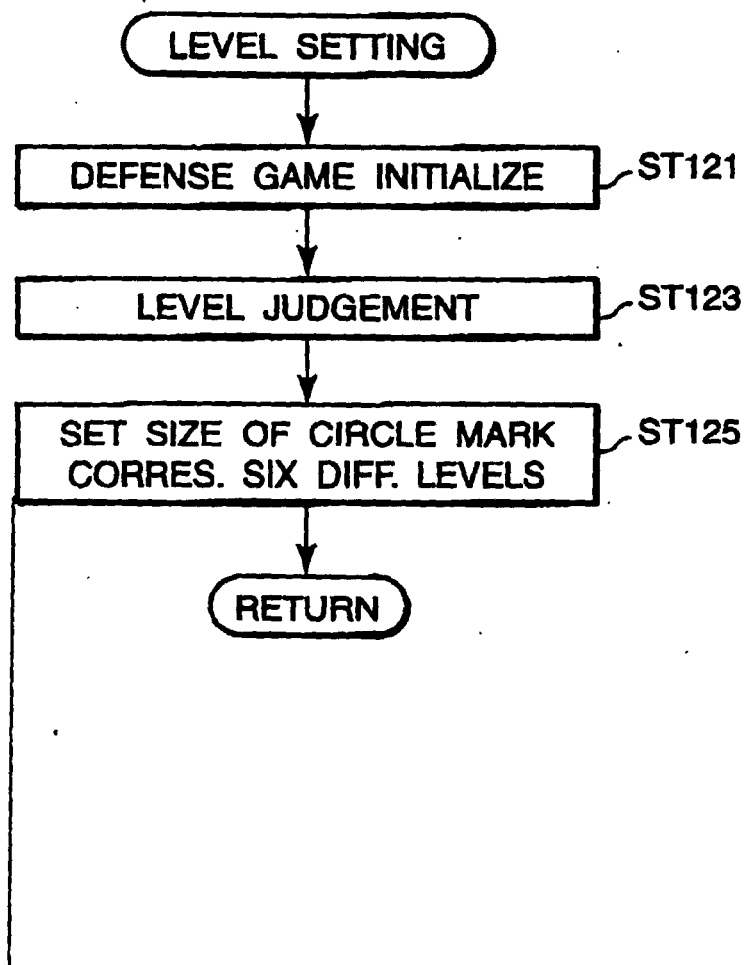 LEVEL SETTING
DEFENSE GAME INITIALIZE
ST121
LEVEL JUDGEMENT
ST123
SET SIZE OF CIRCLE MARK
CORRES. SIX DIFF. LEVELS
ST125
RETURN